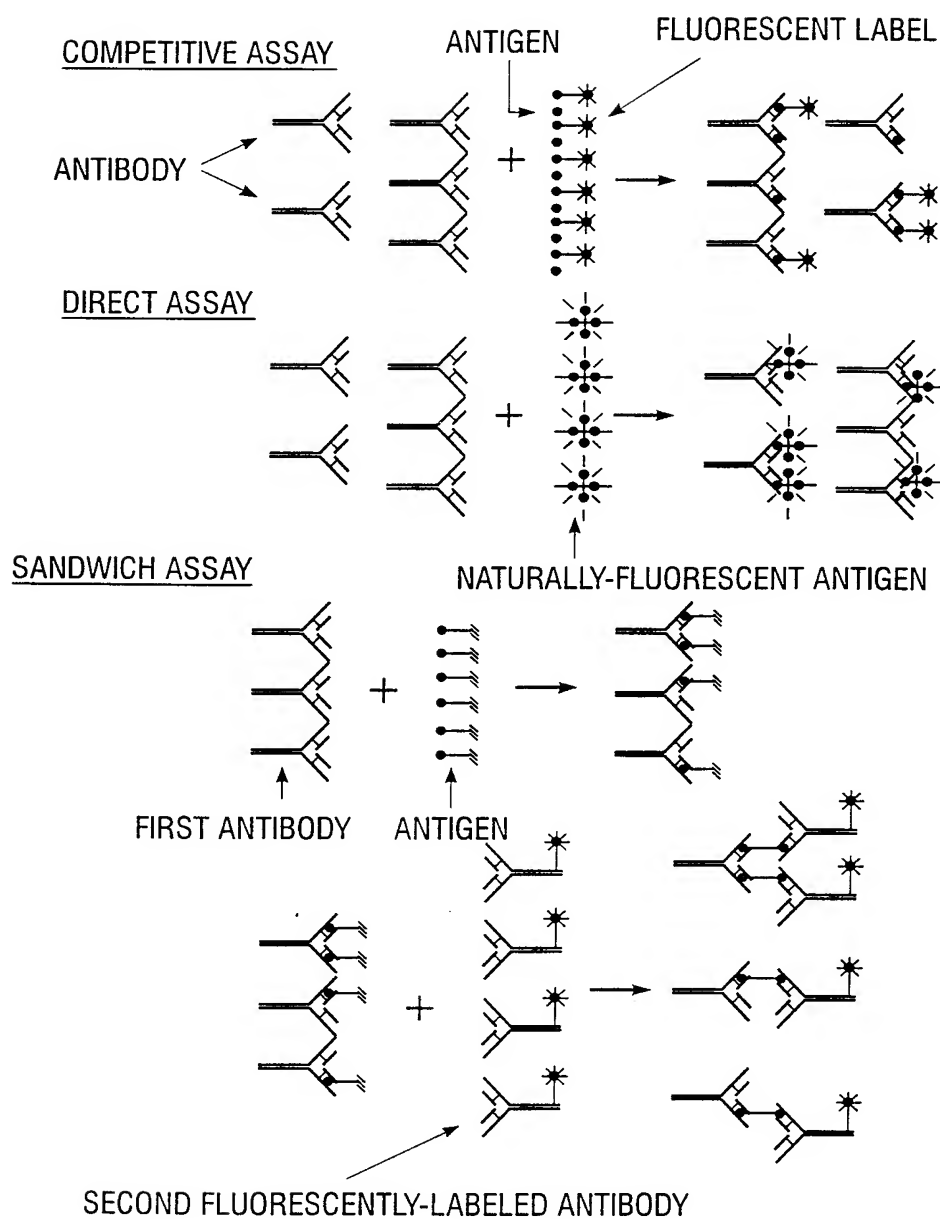 COMPETITIVE ASSAY
ANTIGEN
FLUORESCENT LABEL
ANTIBODY
DIRECT ASSAY
NATURALLY-FLUORESCENT ANTIGEN
SANDWICH ASSAY
FIRST ANTIBODY
ANTIGEN
SECOND FLUORESCENTLY-LABELED ANTIBODY